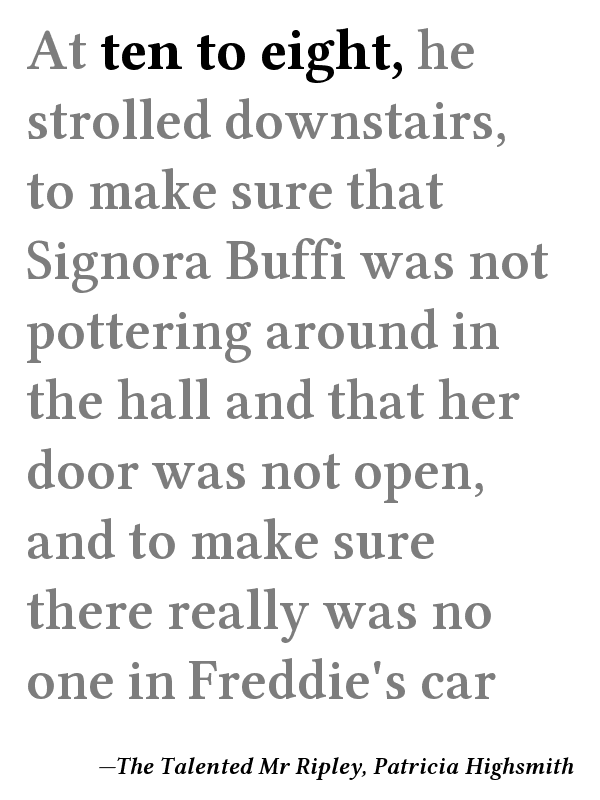 At ten to eight, he
strolled downstairs,
to make sure that
Signora Buffi was not
pottering around in
the hall and that her
door was not open,
and to make sure
there really was no
one in Freddie's car
—The Talented Mr Ripley, Patricia Highsmith